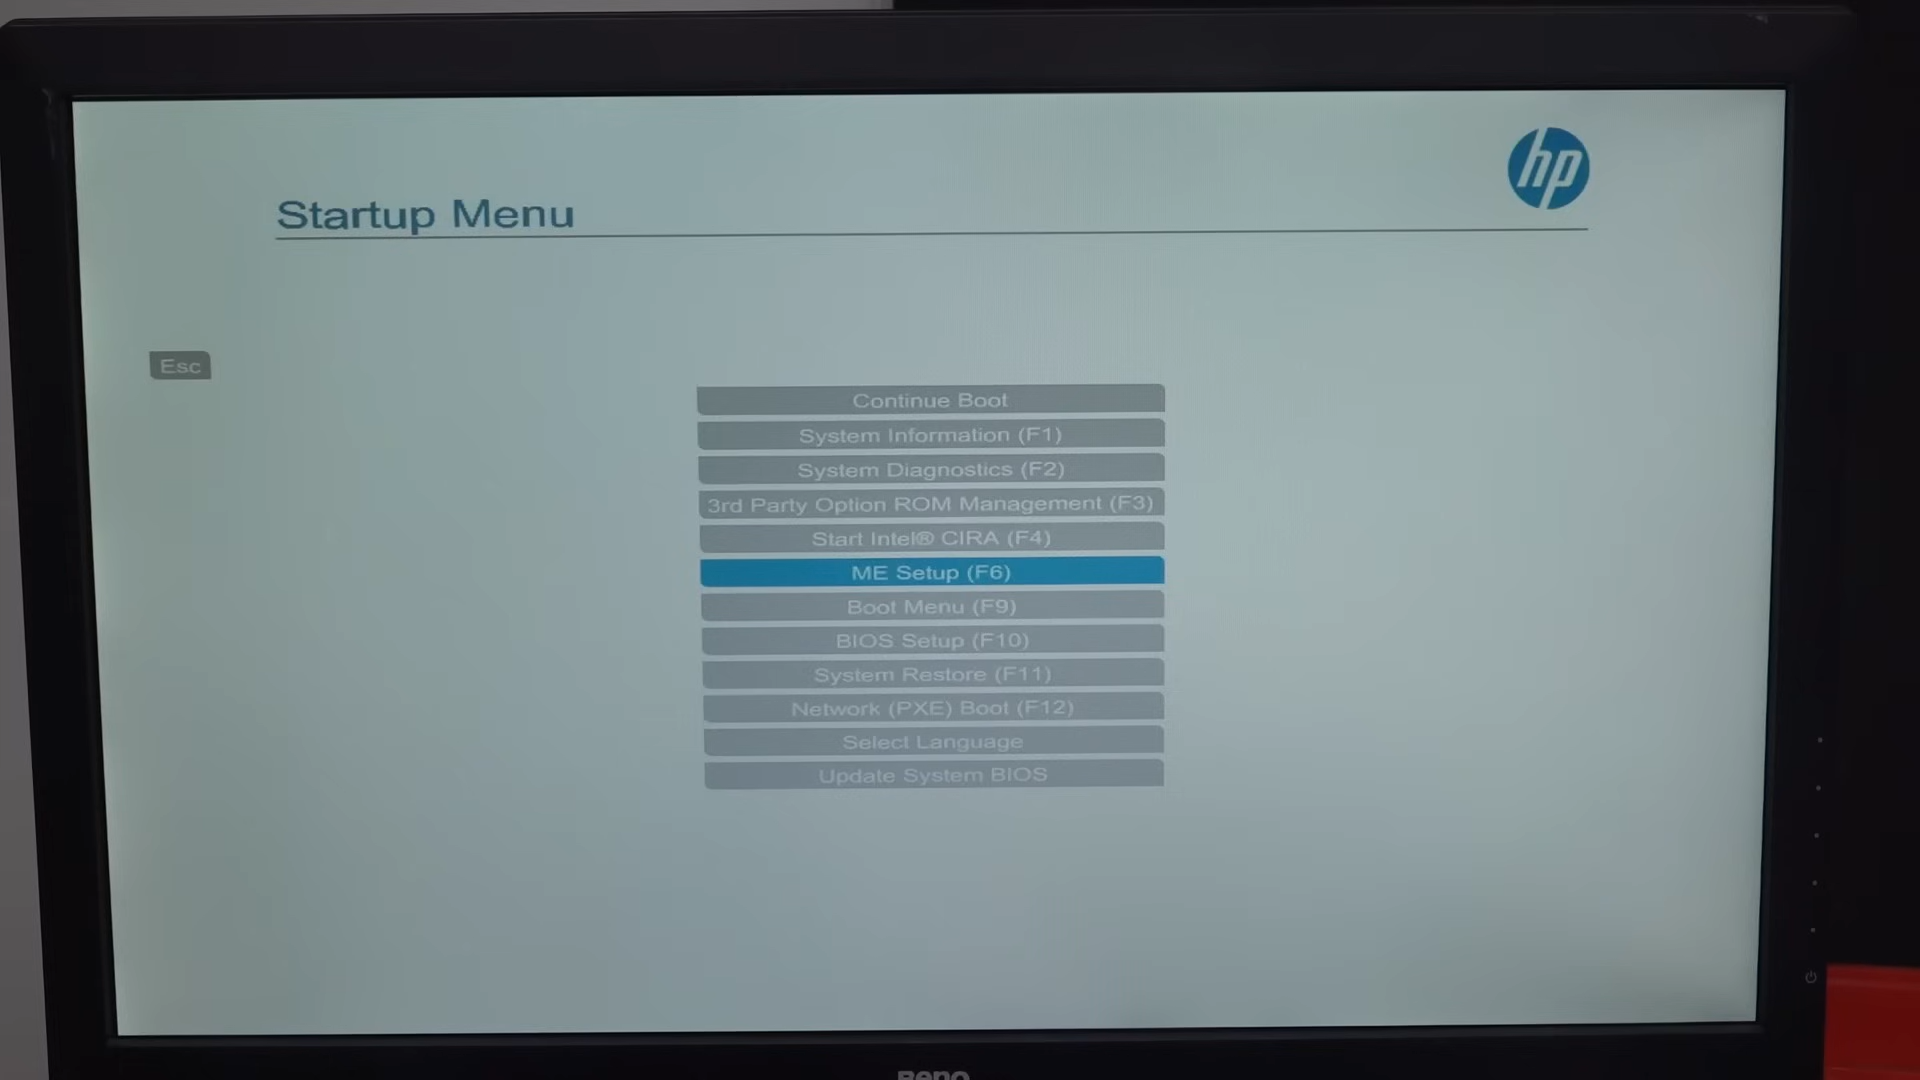 hp
Startup Menu
Esc
Continue Boot
System Information (F1)
System Diagnostics (F2)
3rd Party Option ROM Management (F3)
Start Intel® CIRA (F4)
ME Setup (F6)
Boot Menu (F9)
BIOS Setup (F10)
System Restore (F11)
Network (PXE) Boot (F12)
Select Language
Update System BIOS
BenQ